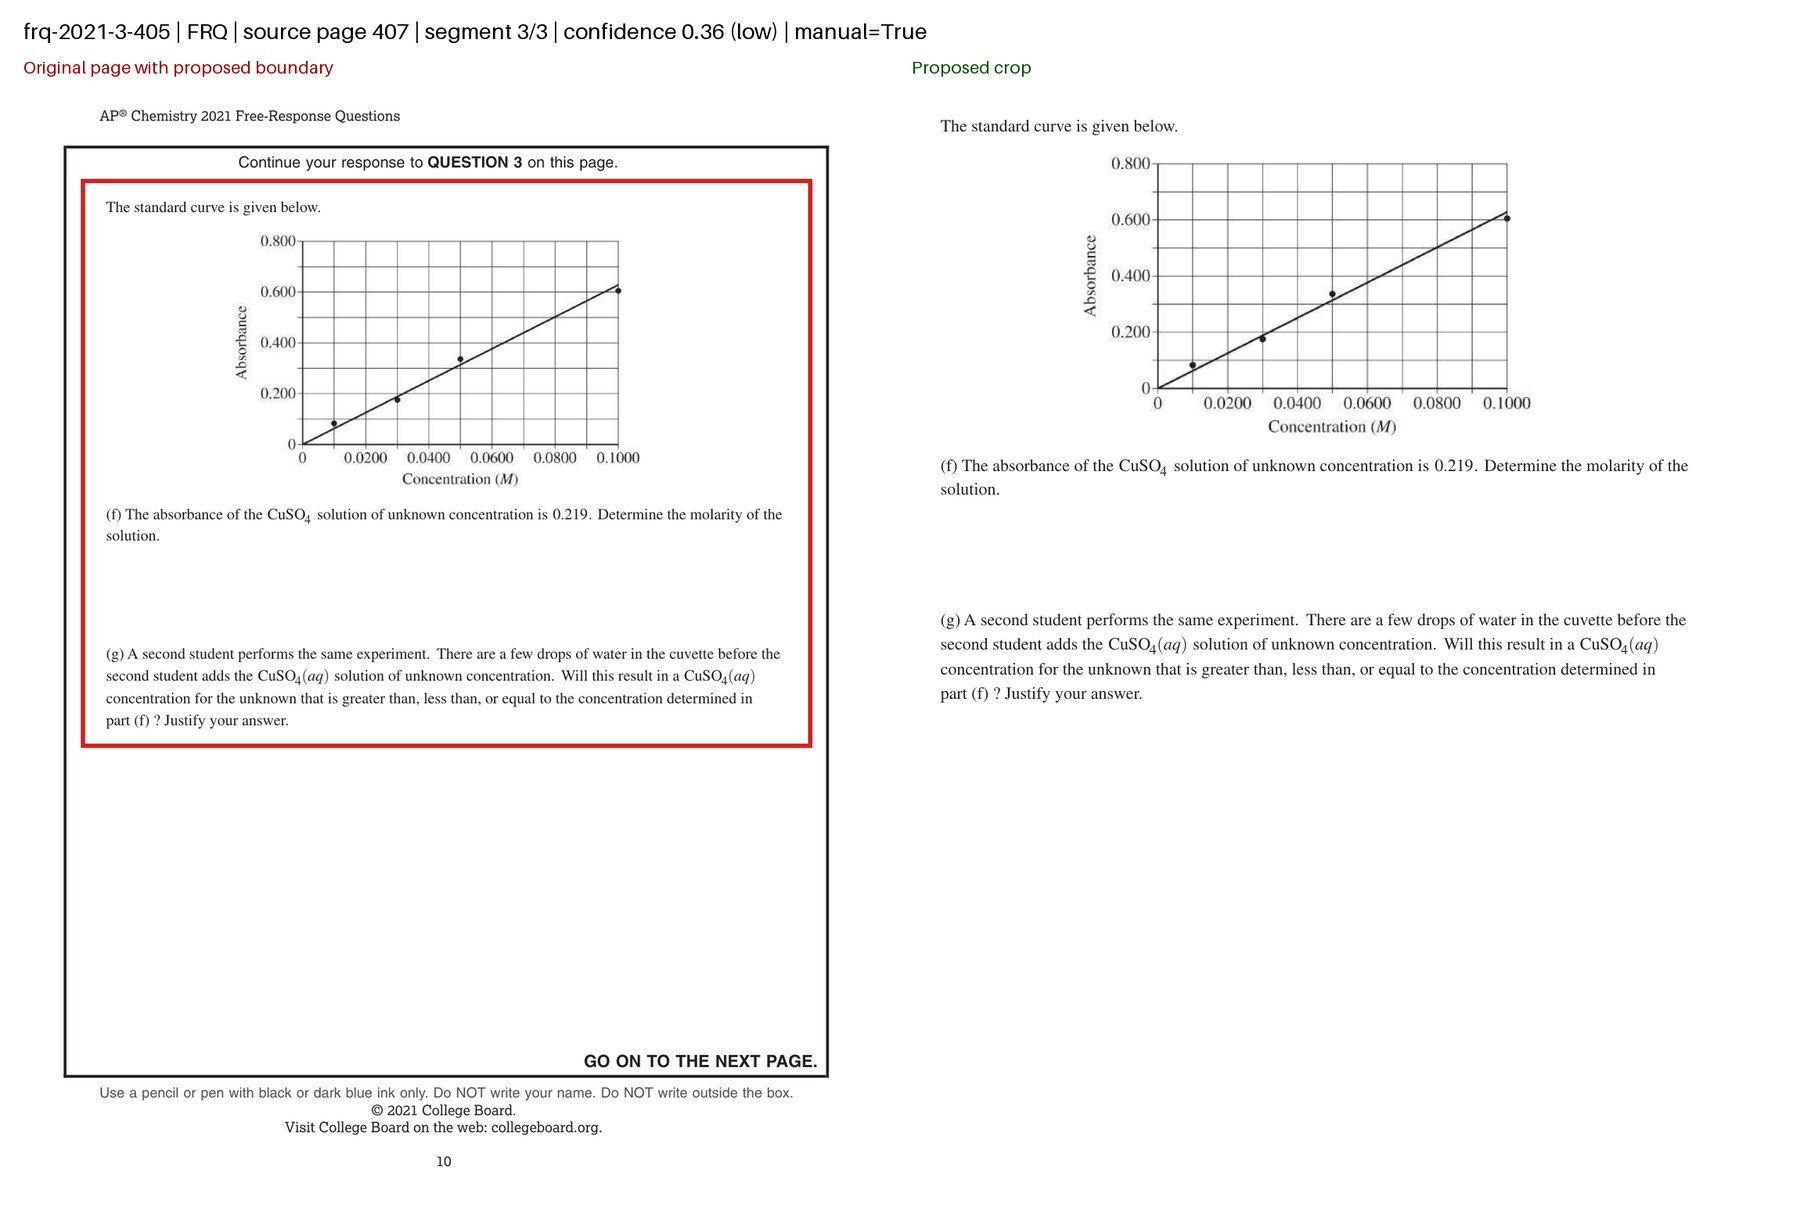 frq-2021-3-405 | FRQ | source page 407 | segment 3/3 | confidence 0.36 (low) | manual=True
Original page with proposed boundary
AP® Chemistry 2021 Free-Response Questions
Continue your response to QUESTION 3 on this page.
The standard curve is given below.
0.800
0.600
0.400
0.200
0
Absorbance
0 0.0200 0.0400 0.0600 0.0800 0.1000
Concentration (M)
(f) The absorbance of the CuSO₄ solution of unknown concentration is 0.219. Determine the molarity of the
solution.
(g) A second student performs the same experiment. There are a few drops of water in the cuvette before the
second student adds the CuSO₄(aq) solution of unknown concentration. Will this result in a CuSO₄(aq)
concentration for the unknown that is greater than, less than, or equal to the concentration determined in
part (f) ? Justify your answer.
GO ON TO THE NEXT PAGE.
Use a pencil or pen with black or dark blue ink only. Do NOT write your name. Do NOT write outside the box.
© 2021 College Board.
Visit College Board on the web: collegeboard.org.
10
Proposed crop
The standard curve is given below.
0.800
0.600
0.400
0.200
0
Absorbance
0 0.0200 0.0400 0.0600 0.0800 0.1000
Concentration (M)
(f) The absorbance of the CuSO₄ solution of unknown concentration is 0.219. Determine the molarity of the
solution.
(g) A second student performs the same experiment. There are a few drops of water in the cuvette before the
second student adds the CuSO₄(aq) solution of unknown concentration. Will this result in a CuSO₄(aq)
concentration for the unknown that is greater than, less than, or equal to the concentration determined in
part (f) ? Justify your answer.